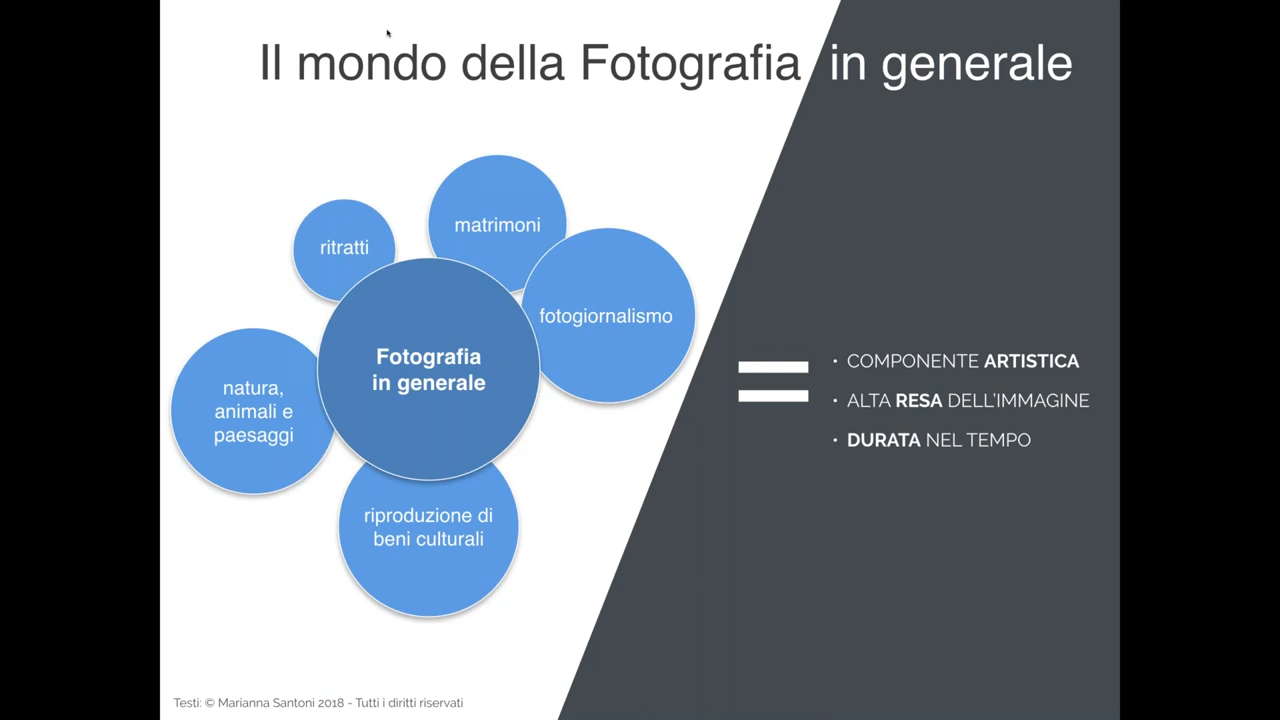 Il mondo della Fotografia in generale
matrimoni
ritratti
fotogiornalismo
Fotografia
in generale
natura,
animali e
paesaggi
riproduzione di
beni culturali
• COMPONENTE ARTISTICA
• ALTA RESA DELL'IMMAGINE
• DURATA NEL TEMPO
Testi: © Marianna Santoni 2018 - Tutti i diritti riservati